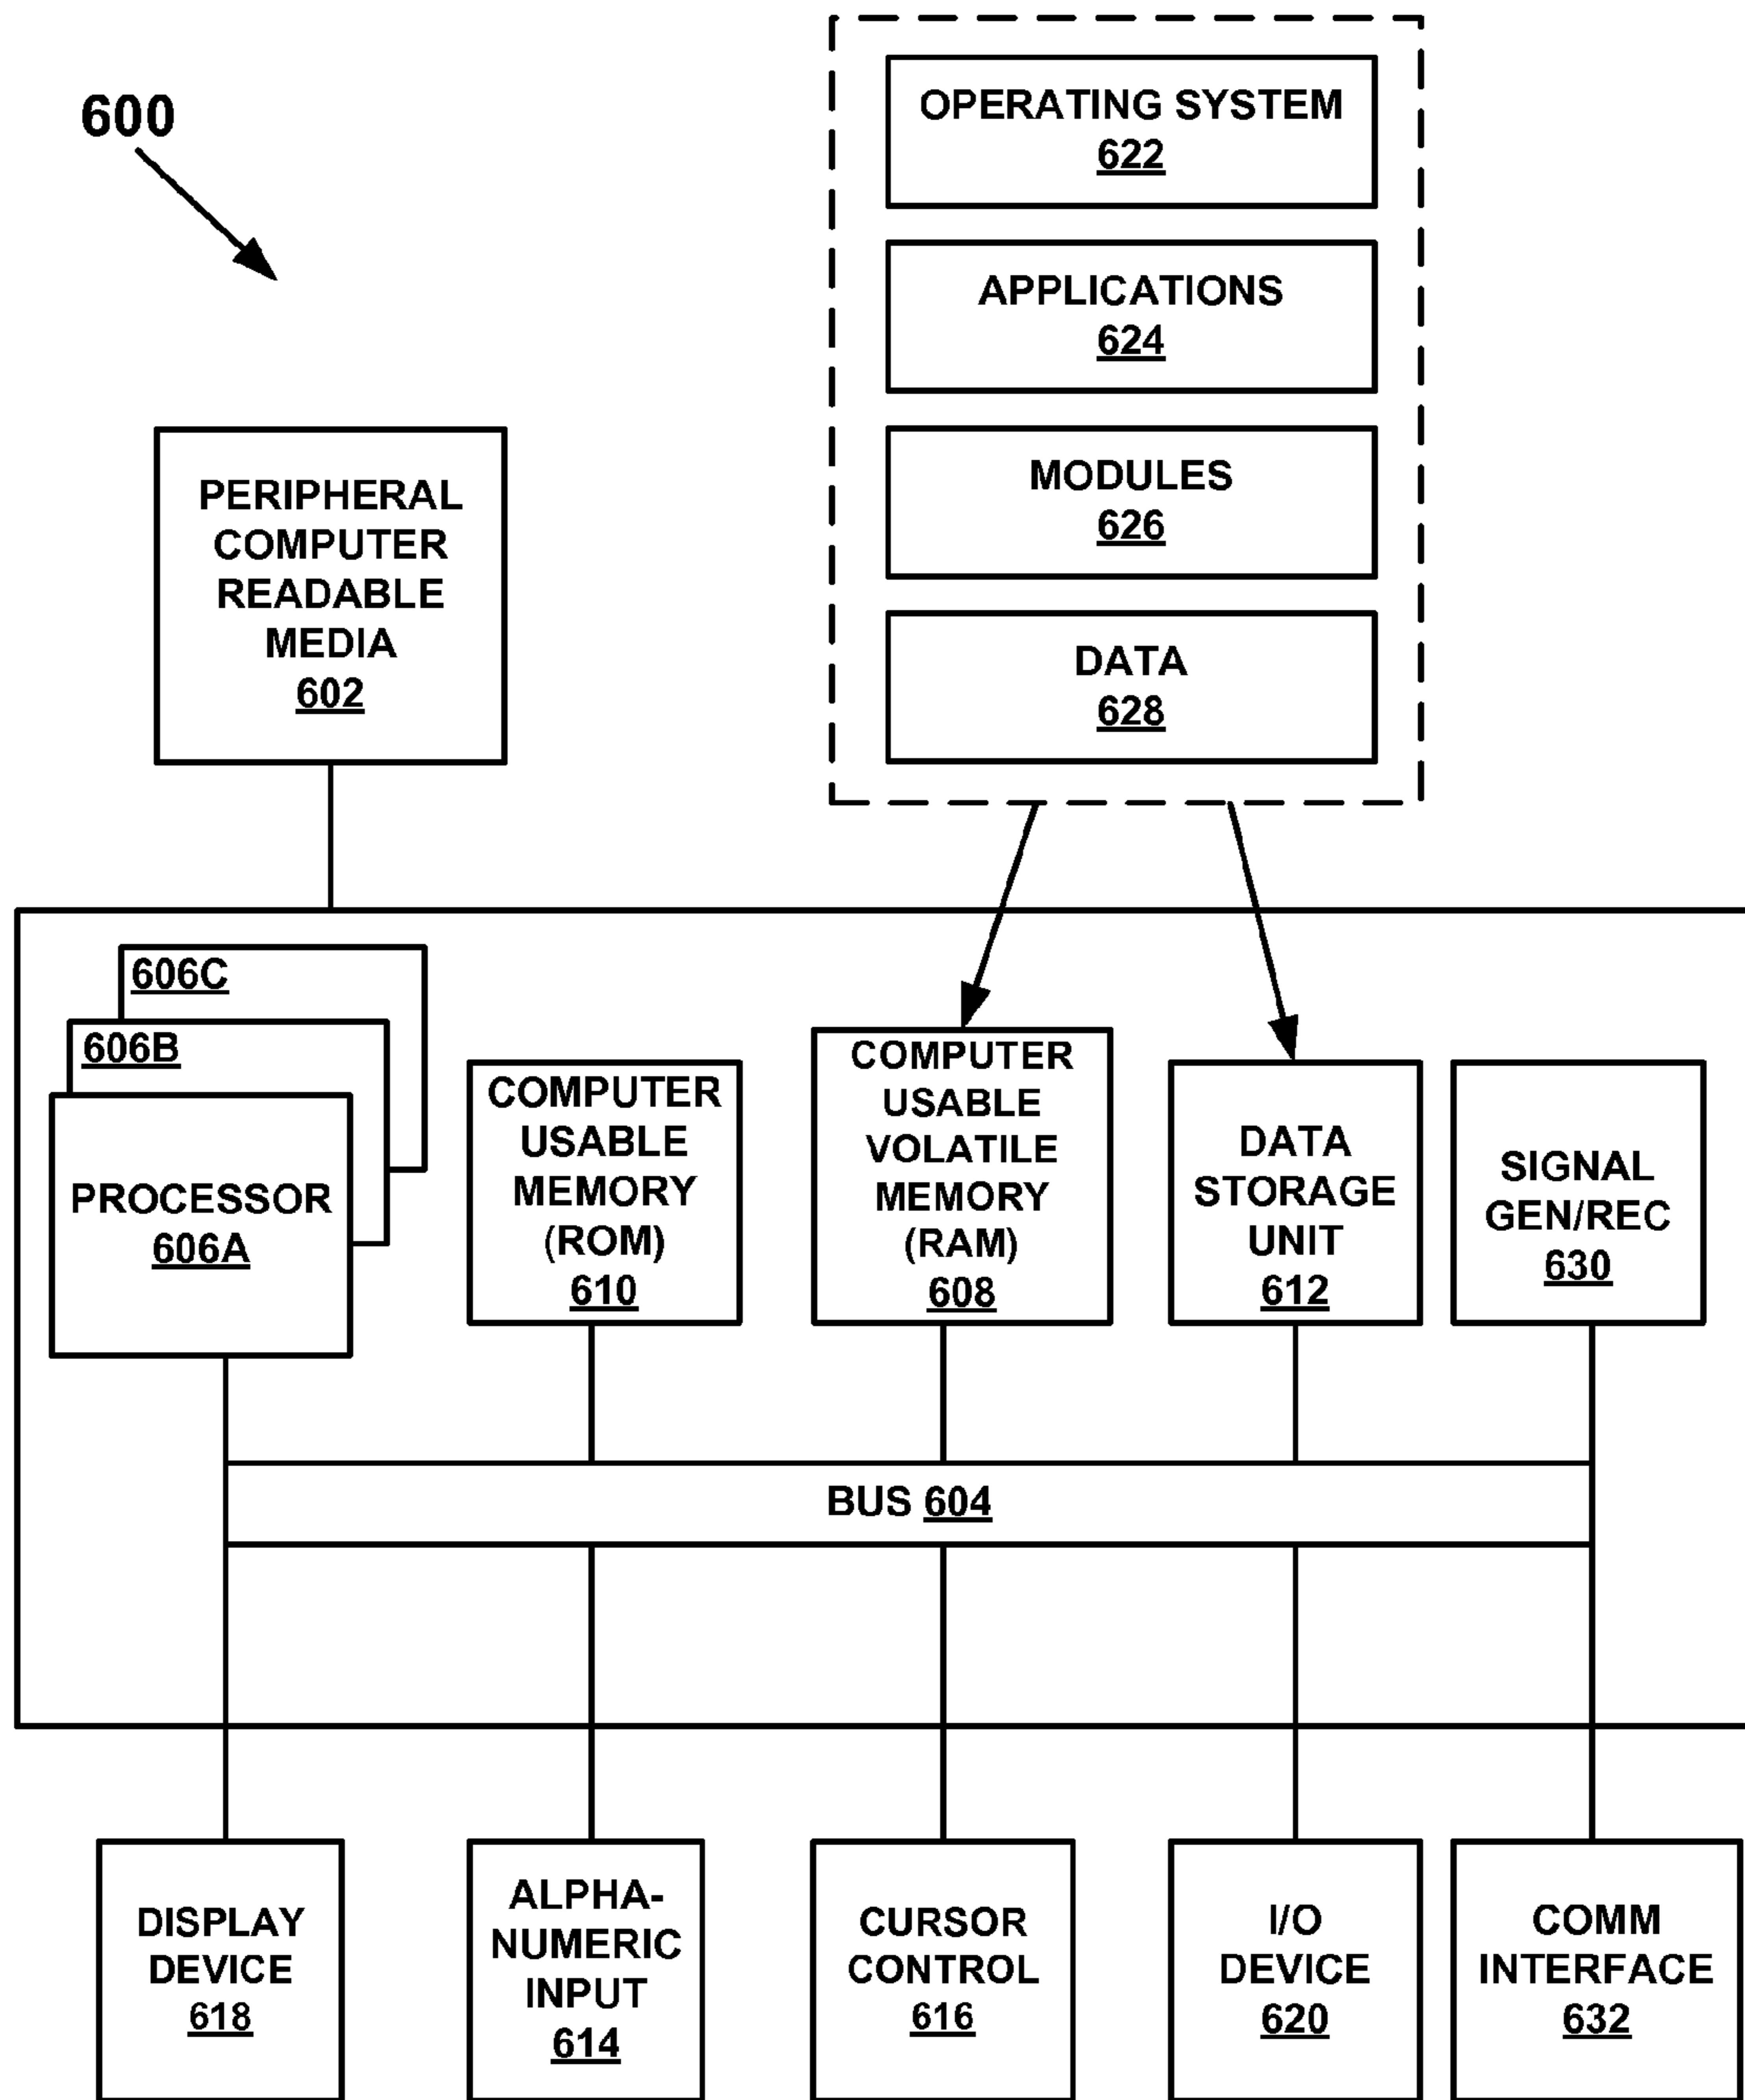 600
OPERATING SYSTEM
622
APPLICATIONS
624
MODULES
626
DATA
628
PERIPHERAL
COMPUTER
READABLE
MEDIA
602
606C
606B
PROCESSOR
606A
COMPUTER
USABLE
MEMORY
(ROM)
610
COMPUTER
USABLE
VOLATILE
MEMORY
(RAM)
608
DATA
STORAGE
UNIT
612
SIGNAL
GEN/REC
630
BUS 604
DISPLAY
DEVICE
618
ALPHA-
NUMERIC
INPUT
614
CURSOR
CONTROL
616
I/O
DEVICE
620
COMM
INTERFACE
632